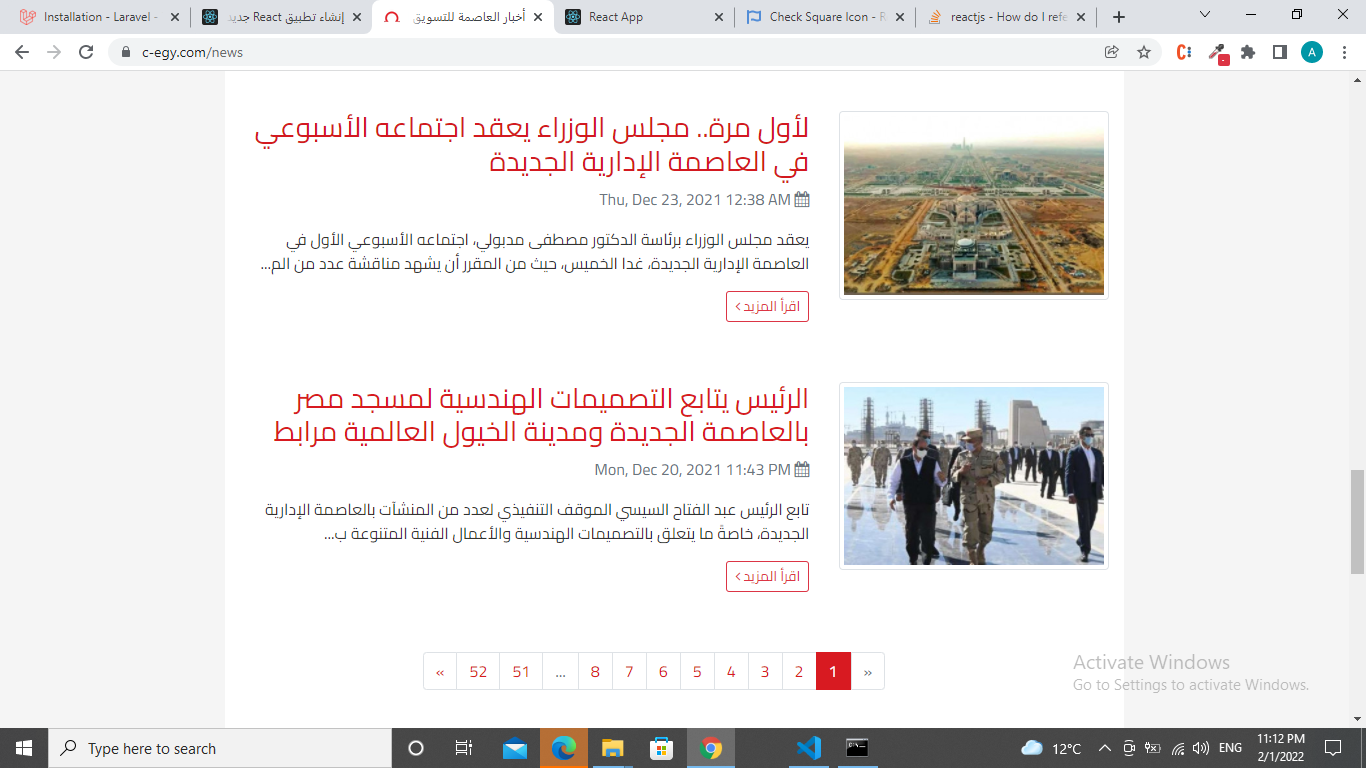 Installation - Laravel -
إنشاء تطبيق React جديد
أخبار العاصمة للتسويق
React App
Check Square Icon - R
reactjs - How do I refe
c-egy.com/news
A
لأول مرة.. مجلس الوزراء يعقد اجتماعه الأسبوعي
في العاصمة الإدارية الجديدة
Thu, Dec 23, 2021 12:38 AM
يعقد مجلس الوزراء برئاسة الدكتور مصطفى مدبولي، اجتماعه الأسبوعي الأول في
العاصمة الإدارية الجديدة، غدا الخميس، حيث من المقرر أن يشهد مناقشة عدد من الم...
اقرأ المزيد
الرئيس يتابع التصميمات الهندسية لمسجد مصر
بالعاصمة الجديدة ومدينة الخيول العالمية مرابط
Mon, Dec 20, 2021 11:43 PM
تابع الرئيس عبد الفتاح السيسي الموقف التنفيذي لعدد من المنشآت بالعاصمة الإدارية
الجديدة، خاصةً ما يتعلق بالتصميمات الهندسية والأعمال الفنية المتنوعة ب...
اقرأ المزيد
« 52 51 ... 8 7 6 5 4 3 2 1 »
Activate Windows
Go to Settings to activate Windows.
Type here to search
12°C
ENG
11:12 PM
2/1/2022